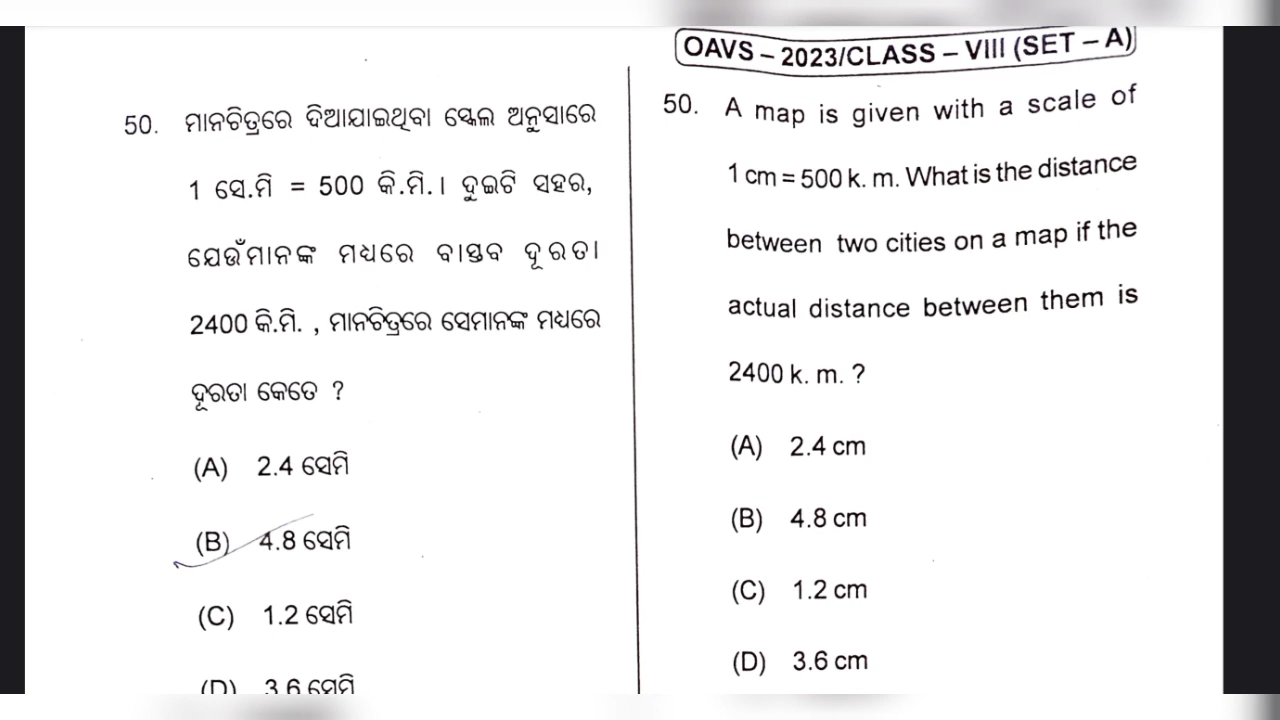 OAVS – 2023/CLASS – VIII (SET – A)
50. ମାନଚିତ୍ରରେ ଦିଆଯାଇଥିବା ସ୍କେଲ ଅନୁସାରେ
1 ସେ.ମି = 500 କି.ମି.। ଦୁଇଟି ସହର,
ଯେଉଁମାନଙ୍କ ମଧ୍ୟରେ ବାସ୍ତବ ଦୂରତା
2400 କି.ମି. , ମାନଚିତ୍ରରେ ସେମାନଙ୍କ ମଧ୍ୟରେ
ଦୂରତା କେତେ ?
(A) 2.4 ସେମି
(B) 4.8 ସେମି
(C) 1.2 ସେମି
(D) 3.6 ସେମି
50. A map is given with a scale of
1 cm = 500 k. m. What is the distance
between two cities on a map if the
actual distance between them is
2400 k. m. ?
(A) 2.4 cm
(B) 4.8 cm
(C) 1.2 cm
(D) 3.6 cm